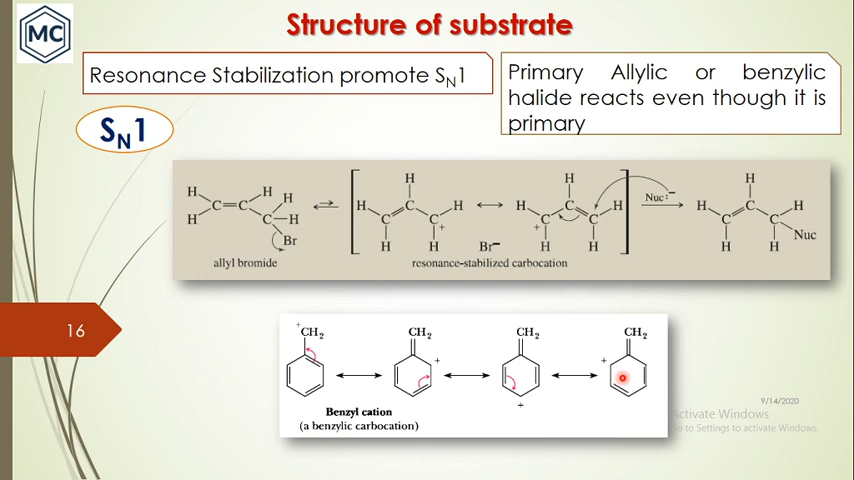 MC
Structure of substrate
Resonance Stabilization promote SN1
Primary Allylic or benzylic
halide reacts even though it is
primary
SN1
H H H H H H H
H C=C C—H H C C H H C C H Nuc:− H C C H
H Br C + + C C C Nuc
H H Br− H H H H
allyl bromide
resonance-stabilized carbocation
16
+CH2 CH2 CH2 CH2
+ + +
Benzyl cation
(a benzylic carbocation)
9/14/2020
Activate Windows
Go to Settings to activate Windows.